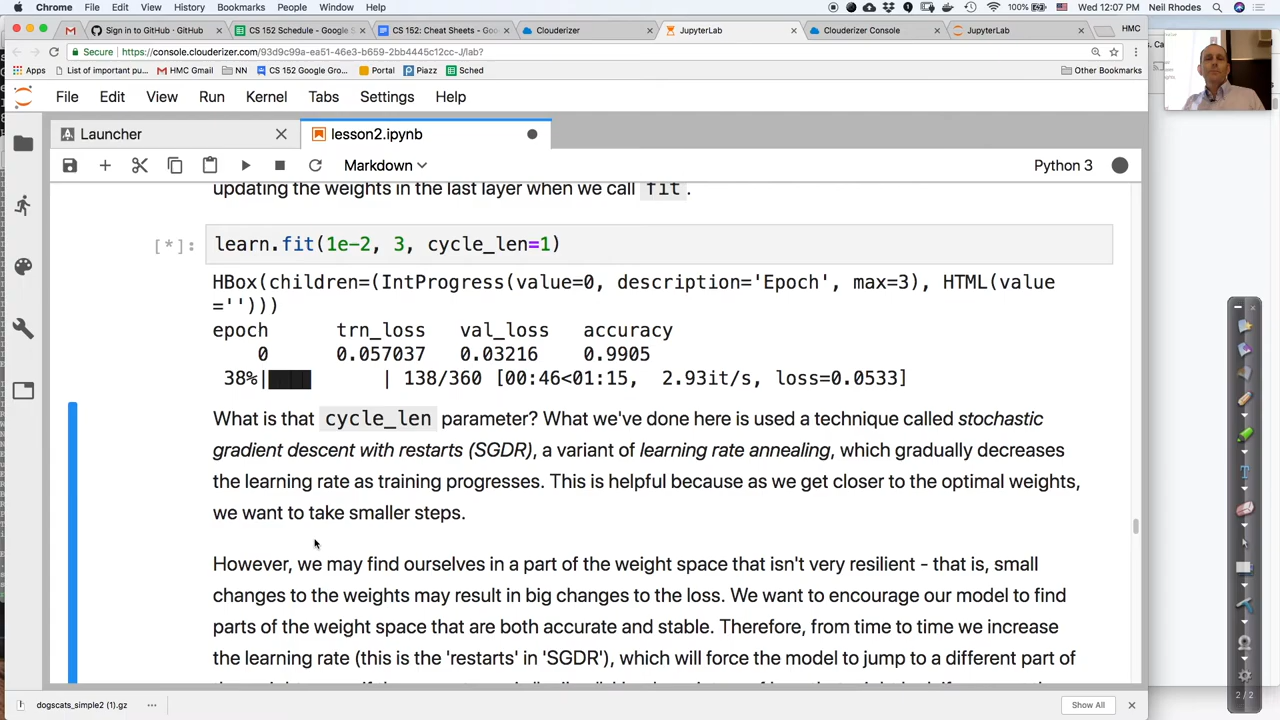 Chrome File Edit View History Bookmarks People Window Help 100% Wed 12:07 PM Neil Rhodes
Sign in to GitHub · GitHub CS 152 Schedule - Google S CS 152: Cheat Sheets - Google Clouderizer JupyterLab Clouderizer Console JupyterLab HMC
Secure https://console.clouderizer.com/93d9c99a-ea51-46e3-b659-2bb4445c12cc-J/lab?
Apps List of important pu HMC Gmail NN CS 152 Google Gro Portal Piazz Sched Other Bookmarks
File Edit View Run Kernel Tabs Settings Help
Launcher lesson2.ipynb
Markdown Python 3
updating the weights in the last layer when we call fit.
[*]: learn.fit(1e-2, 3, cycle_len=1)
HBox(children=(IntProgress(value=0, description='Epoch', max=3), HTML(value
='')))
epoch trn_loss val_loss accuracy
0 0.057037 0.03216 0.9905
38%| | 138/360 [00:46<01:15, 2.93it/s, loss=0.0533]
What is that cycle_len parameter? What we've done here is used a technique called stochastic
gradient descent with restarts (SGDR), a variant of learning rate annealing, which gradually decreases
the learning rate as training progresses. This is helpful because as we get closer to the optimal weights,
we want to take smaller steps.
However, we may find ourselves in a part of the weight space that isn't very resilient - that is, small
changes to the weights may result in big changes to the loss. We want to encourage our model to find
parts of the weight space that are both accurate and stable. Therefore, from time to time we increase
the learning rate (this is the 'restarts' in 'SGDR'), which will force the model to jump to a different part of
dogscats_simple2 (1).gz Show All
2 / 2